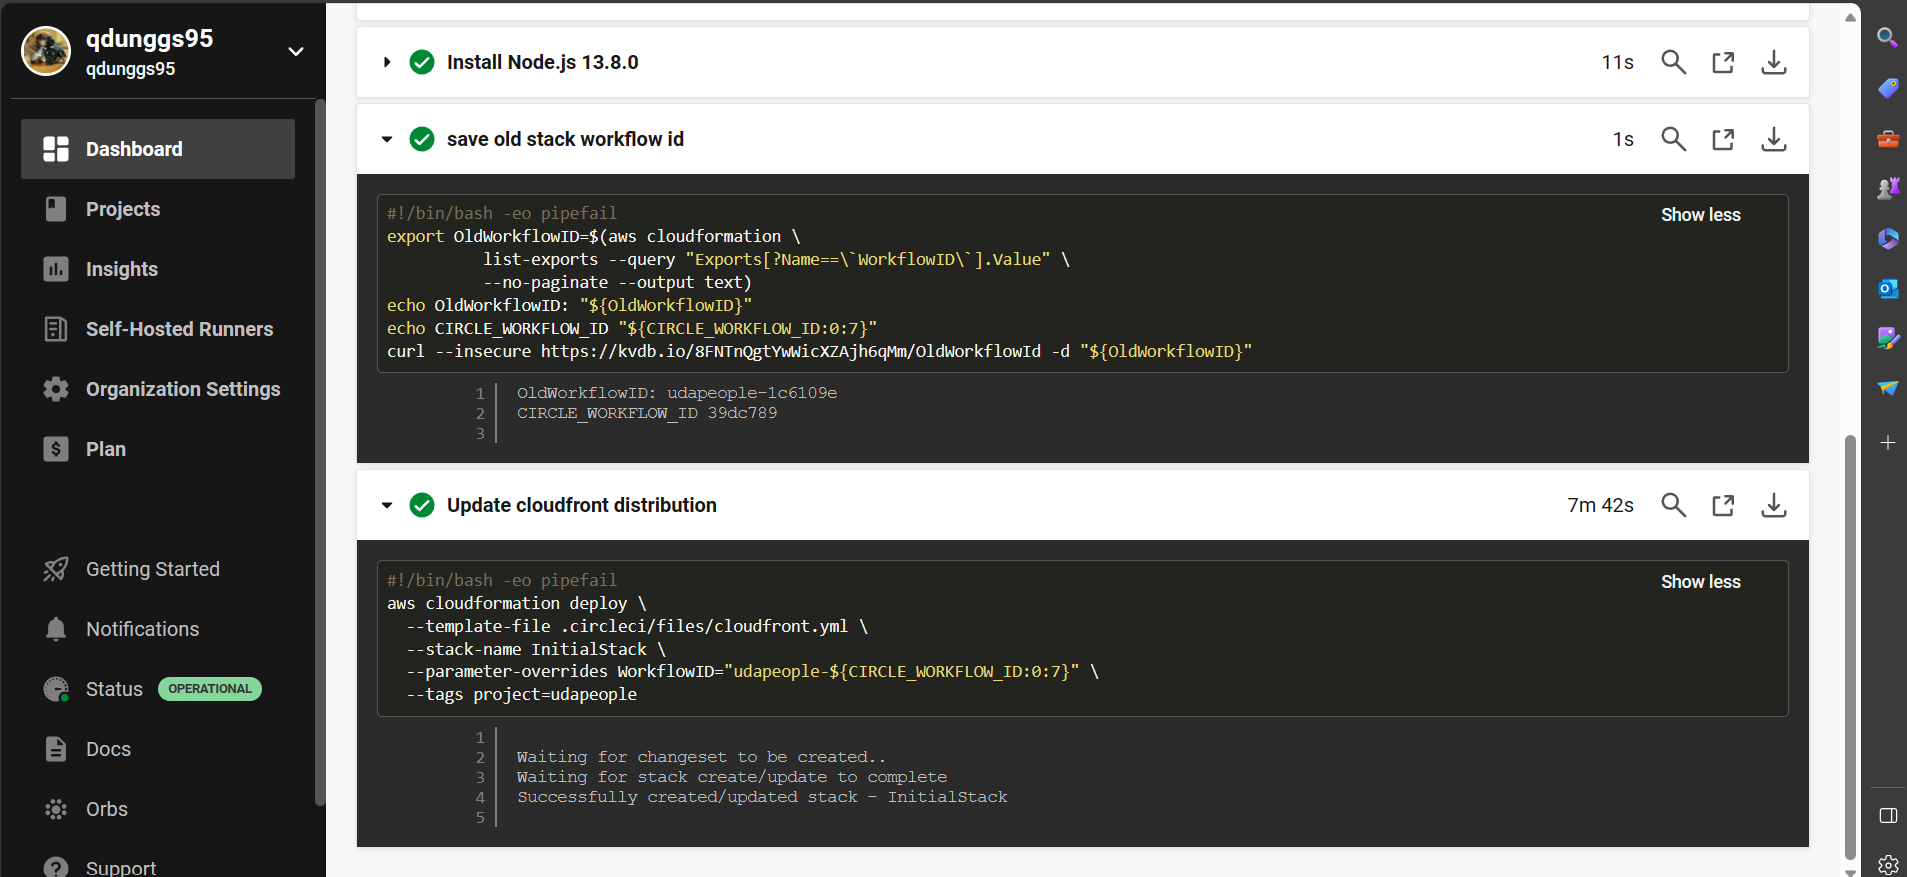 qdunggs95
qdunggs95
Dashboard
Projects
Insights
Self-Hosted Runners
Organization Settings
Plan
Getting Started
Notifications
Status OPERATIONAL
Docs
Orbs
Support
Install Node.js 13.8.0
11s
save old stack workflow id
1s
#!/bin/bash -eo pipefail
Show less
export OldWorkflowID=$(aws cloudformation \
list-exports --query "Exports[?Name==\`WorkflowID\`].Value" \
--no-paginate --output text)
echo OldWorkflowID: "${OldWorkflowID}"
echo CIRCLE_WORKFLOW_ID "${CIRCLE_WORKFLOW_ID:0:7}"
curl --insecure https://kvdb.io/8FNTnQgtYwWicXZAjh6qMm/OldWorkflowId -d "${OldWorkflowID}"
1 OldWorkflowID: udapeople-1c6109e
2 CIRCLE_WORKFLOW_ID 39dc789
3
Update cloudfront distribution
7m 42s
#!/bin/bash -eo pipefail
Show less
aws cloudformation deploy \
--template-file .circleci/files/cloudfront.yml \
--stack-name InitialStack \
--parameter-overrides WorkflowID="udapeople-${CIRCLE_WORKFLOW_ID:0:7}" \
--tags project=udapeople
1
2 Waiting for changeset to be created..
3 Waiting for stack create/update to complete
4 Successfully created/updated stack - InitialStack
5